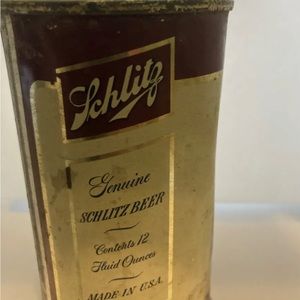 Schlitz
Genuine
SCHLITZ BEER
Contents 12
Fluid Ounces
MADE IN U.S.A.